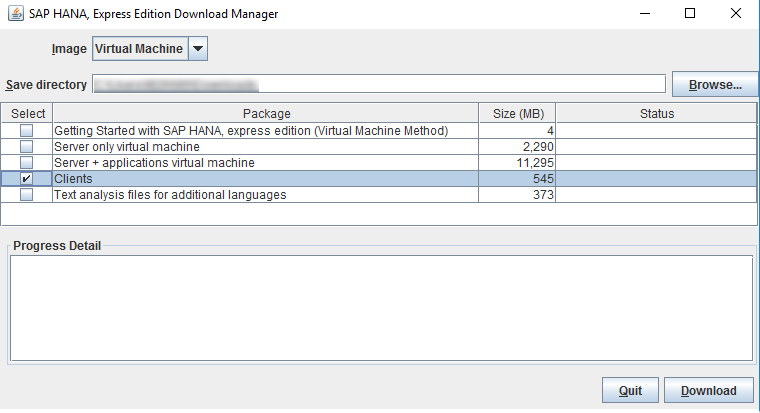 SAP HANA, Express Edition Download Manager
Image Virtual Machine
Save directory Browse...
Select Package Size (MB) Status
Getting Started with SAP HANA, express edition (Virtual Machine Method) 4
Server only virtual machine 2,290
Server + applications virtual machine 11,295
Clients 545
Text analysis files for additional languages 373
Progress Detail
Quit Download